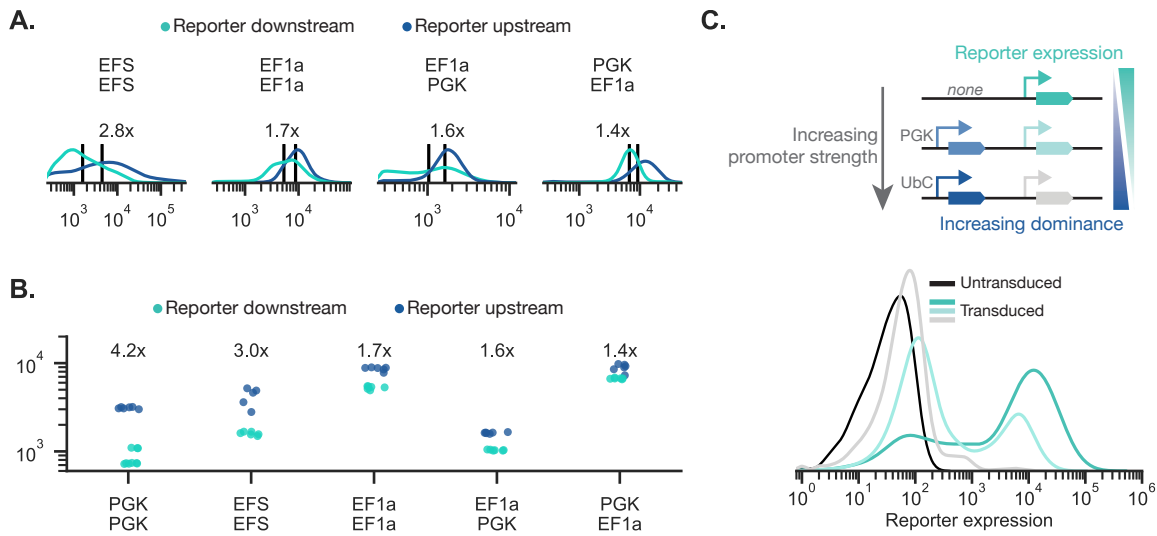 A.
Reporter downstream
Reporter upstream
EFS
EFS
EF1a
EF1a
EF1a
PGK
PGK
EF1a
2.8x
1.7x
1.6x
1.4x
10³ 10⁴ 10⁵
10⁴
10³ 10⁴
10⁴
B.
Reporter downstream
Reporter upstream
10⁴
10³
4.2x
3.0x
1.7x
1.6x
1.4x
PGK
PGK
EFS
EFS
EF1a
EF1a
EF1a
PGK
PGK
EF1a
C.
Reporter expression
none
Increasing
promoter strength
PGK
UbC
Increasing dominance
Untransduced
Transduced
10⁰ 10¹ 10² 10³ 10⁴ 10⁵ 10⁶
Reporter expression